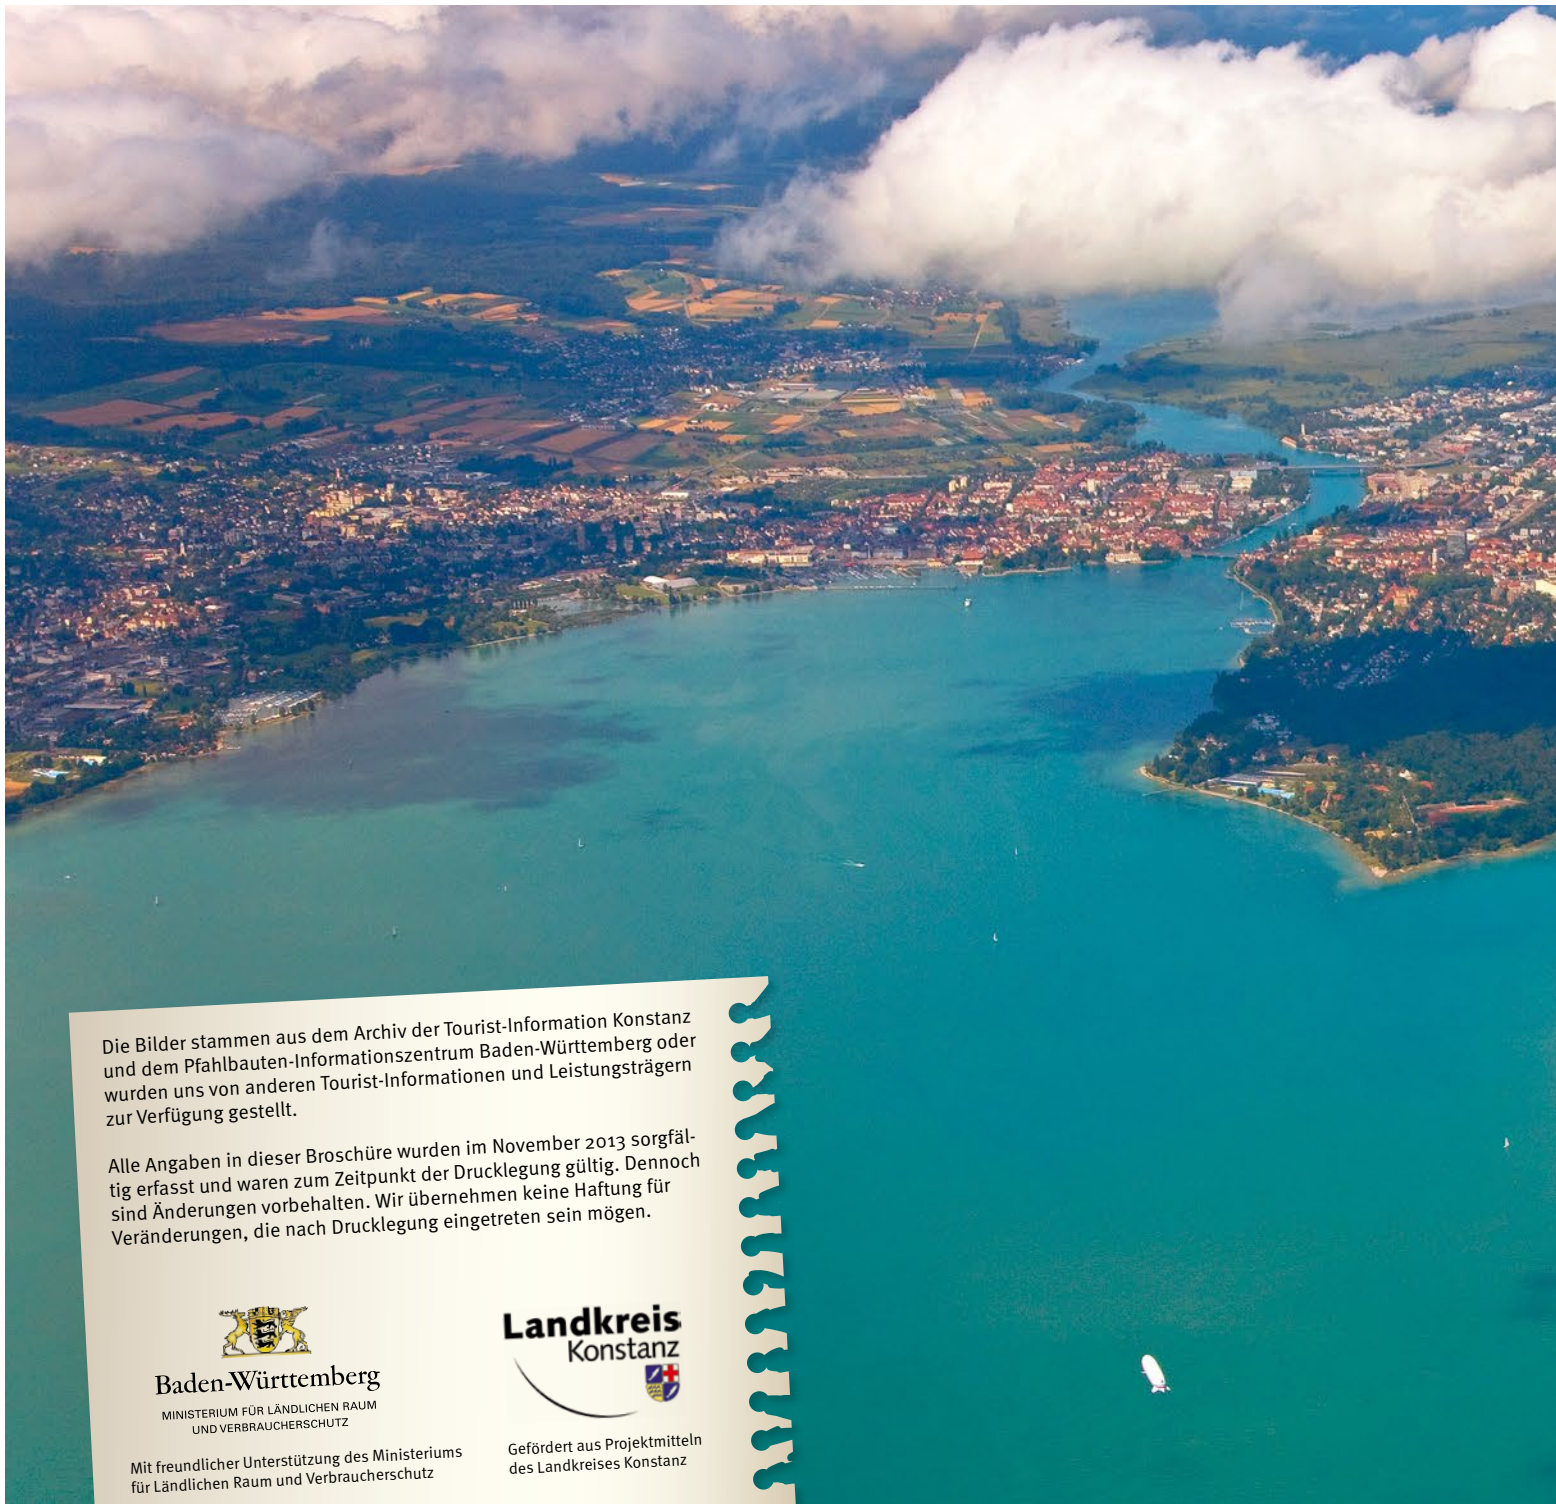 Die Bilder stammen aus dem Archiv der Tourist-Information Konstanz
und dem Pfahlbauten-Informationszentrum Baden-Württemberg oder
wurden uns von anderen Tourist-Informationen und Leistungsträgern
zur Verfügung gestellt.
Alle Angaben in dieser Broschüre wurden im November 2013 sorgfäl-
tig erfasst und waren zum Zeitpunkt der Drucklegung gültig. Dennoch
sind Änderungen vorbehalten. Wir übernehmen keine Haftung für
Veränderungen, die nach Drucklegung eingetreten sein mögen.
Baden-Württemberg
MINISTERIUM FÜR LÄNDLICHEN RAUM
UND VERBRAUCHERSCHUTZ
Mit freundlicher Unterstützung des Ministeriums
für Ländlichen Raum und Verbraucherschutz
Landkreis
Konstanz
Gefördert aus Projektmitteln
des Landkreises Konstanz